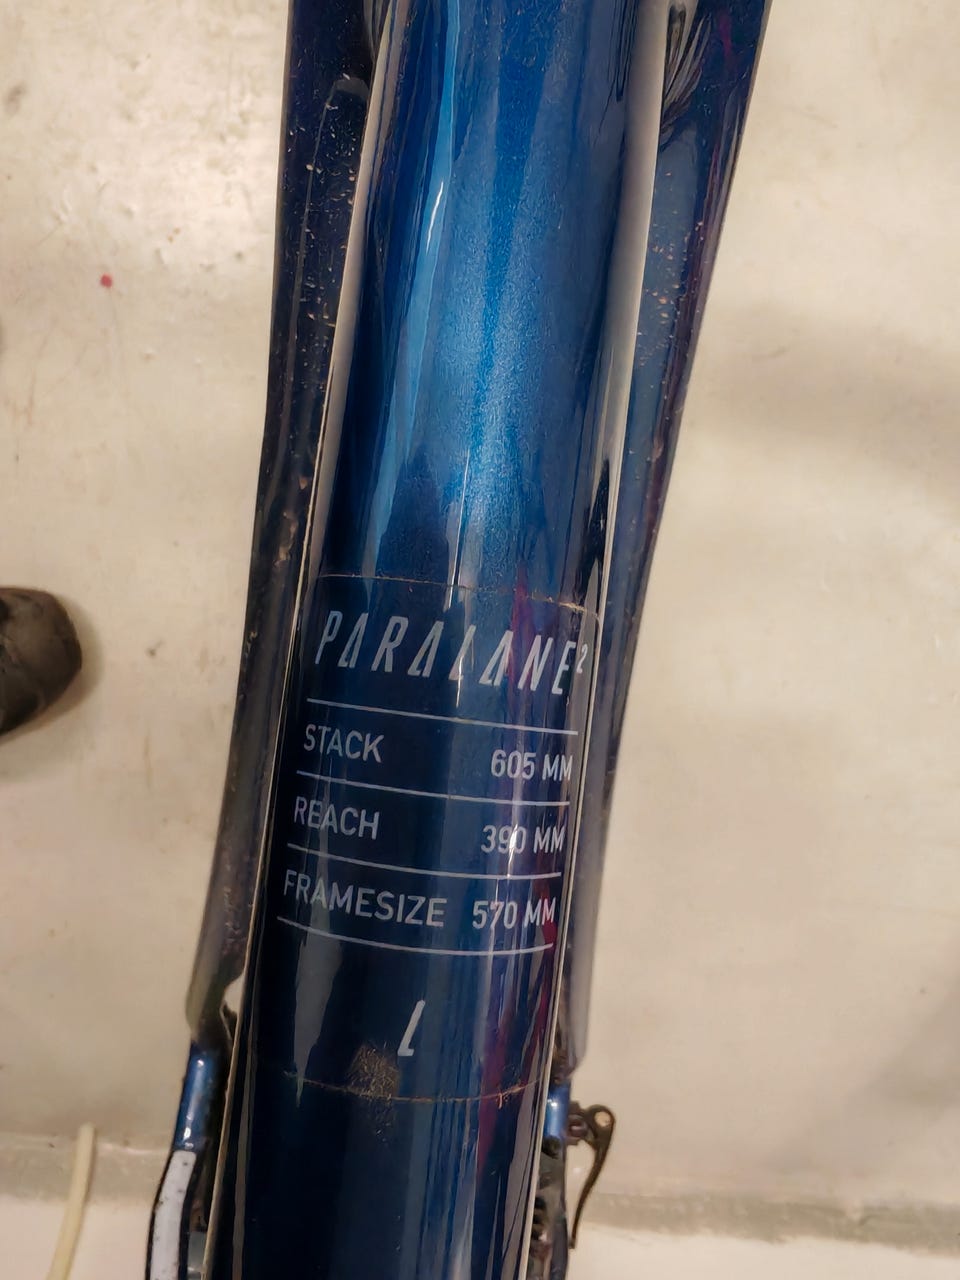 PARALANE²
STACK 605 MM
REACH 390 MM
FRAMESIZE 570 MM
L